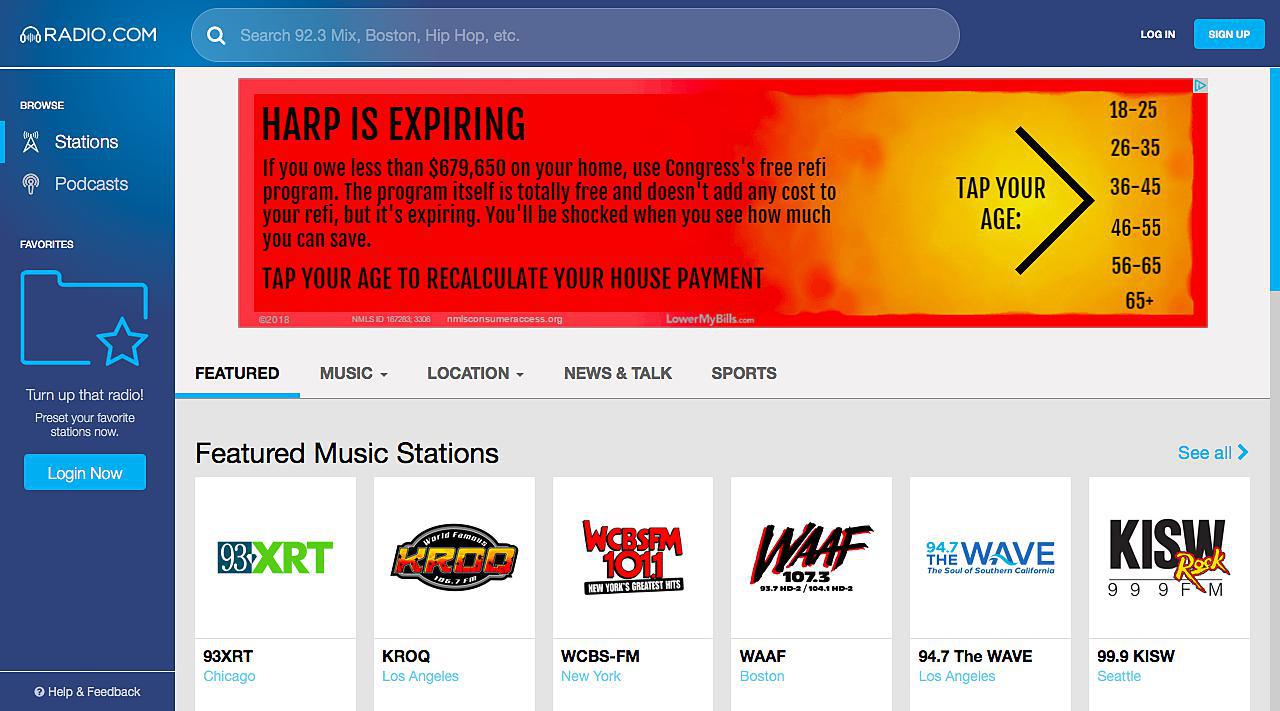 RADIO.COM
Search 92.3 Mix, Boston, Hip Hop, etc.
LOG IN
SIGN UP
BROWSE
Stations
Podcasts
FAVORITES
Turn up that radio!
Preset your favorite
stations now.
Login Now
Help & Feedback
HARP IS EXPIRING
If you owe less than $679,650 on your home, use Congress's free refi
program. The program itself is totally free and doesn't add any cost to
your refi, but it's expiring. You'll be shocked when you see how much
you can save.
TAP YOUR AGE TO RECALCULATE YOUR HOUSE PAYMENT
©2018
NMLS ID 167283; 3306
nmlsconsumeraccess.org
LowerMyBills.com
TAP YOUR
AGE:
18-25
26-35
36-45
46-55
56-65
65+
FEATURED
MUSIC
LOCATION
NEWS & TALK
SPORTS
Featured Music Stations
See all
93XRT
93XRT
Chicago
World Famous
KROQ
106.7 FM
KROQ
Los Angeles
WCBSFM
101.1
NEW YORK'S GREATEST HITS
WCBS-FM
New York
WAAF
107.3
93.7 HD-2 / 104.1 HD-2
WAAF
Boston
94.7 WAVE
The Soul of Southern California
94.7 The WAVE
Los Angeles
KISW
Rock
99.9 FM
99.9 KISW
Seattle